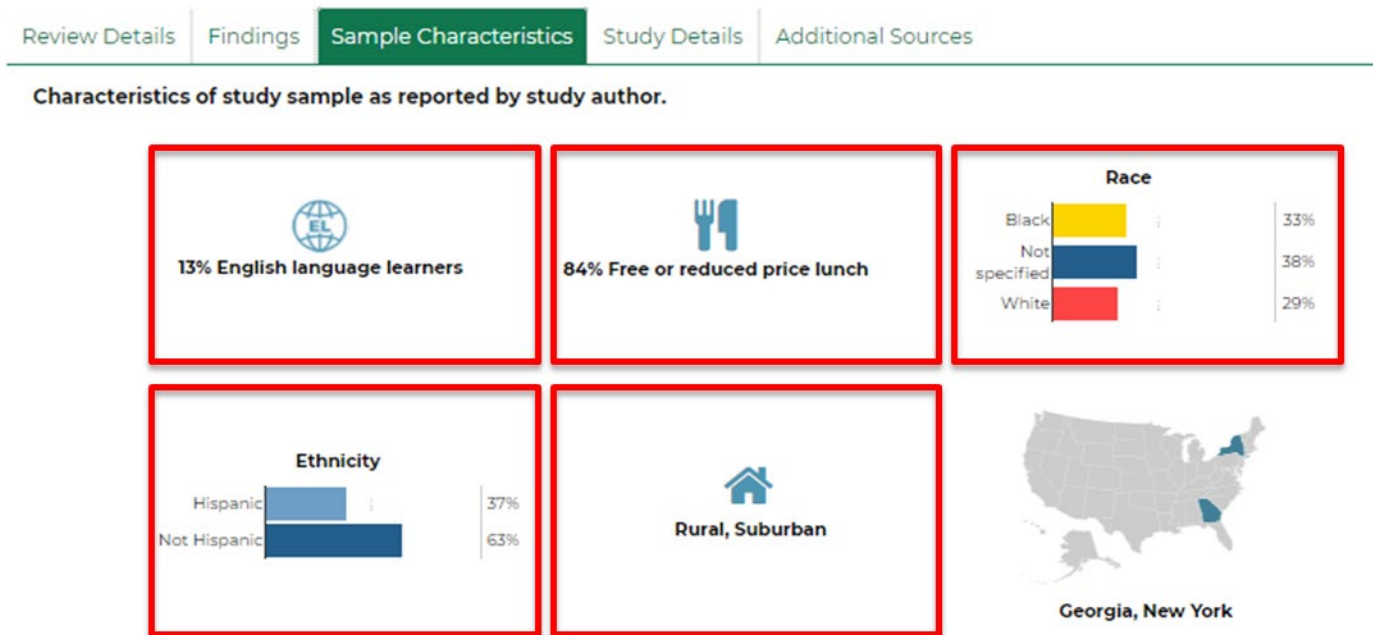 Review Details Findings Sample Characteristics Study Details Additional Sources
Characteristics of study sample as reported by study author.
EL
13% English language learners
84% Free or reduced price lunch
Race
Black 33%
Not
specified 38%
White 29%
Ethnicity
Hispanic 37%
Not Hispanic 63%
Rural, Suburban
Georgia, New York